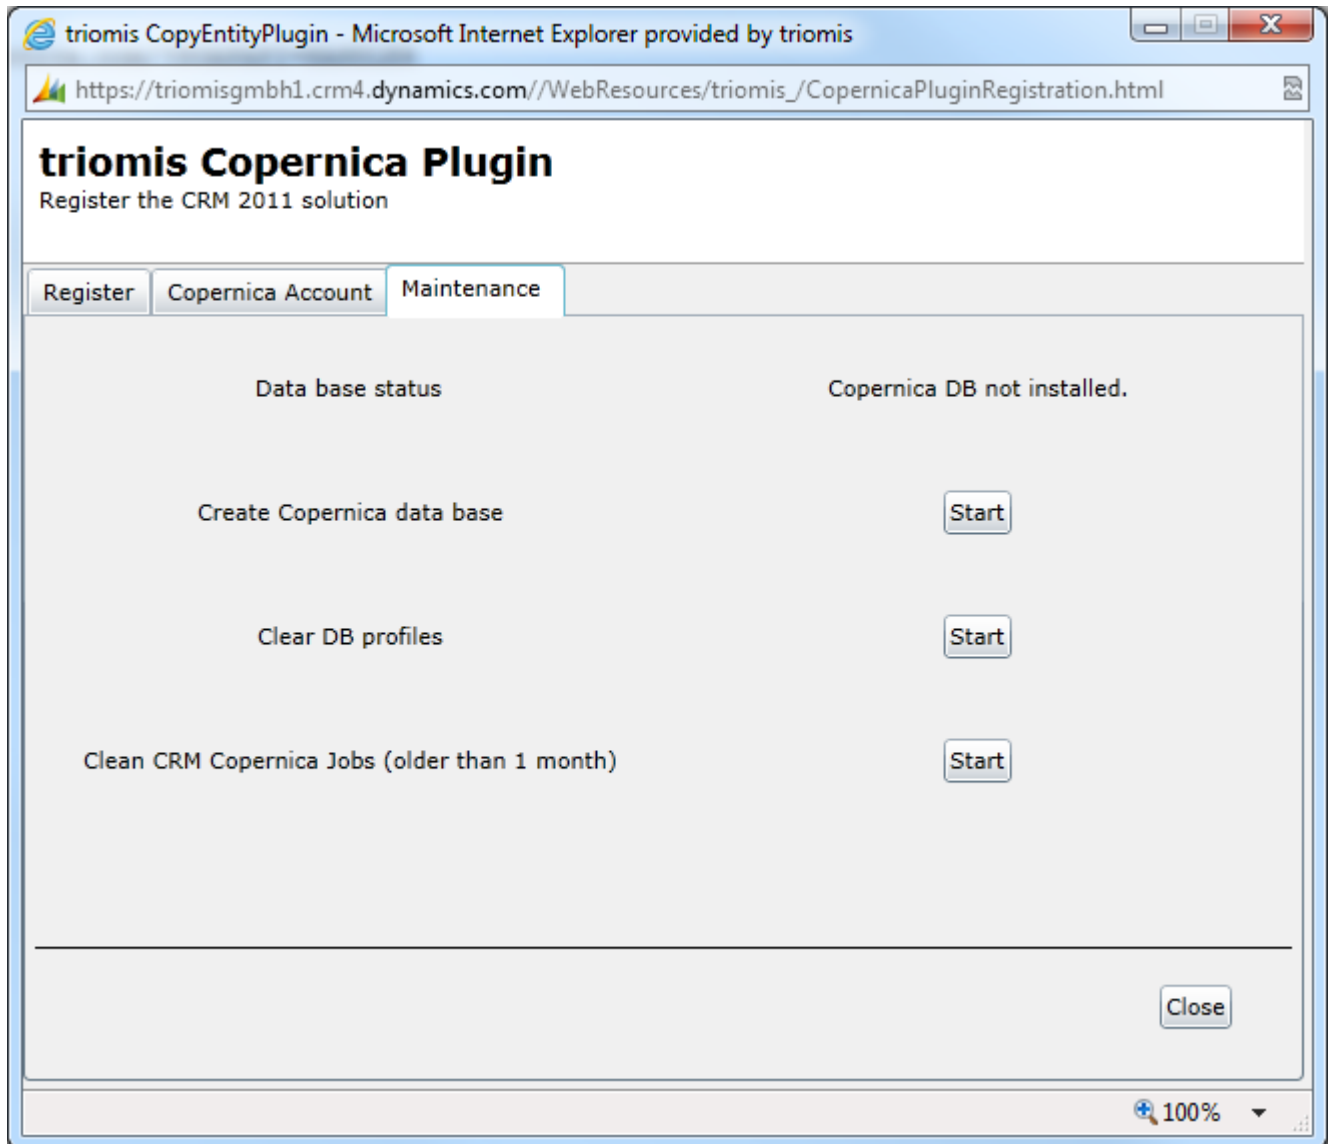 triomis CopyEntityPlugin - Microsoft Internet Explorer provided by triomis
https://triomisgmbh1.crm4.dynamics.com//WebResources/triomis_/CopernicaPluginRegistration.html
triomis Copernica Plugin
Register the CRM 2011 solution
Register Copernica Account Maintenance
Data base status Copernica DB not installed.
Create Copernica data base Start
Clear DB profiles Start
Clean CRM Copernica Jobs (older than 1 month) Start
Close
100%